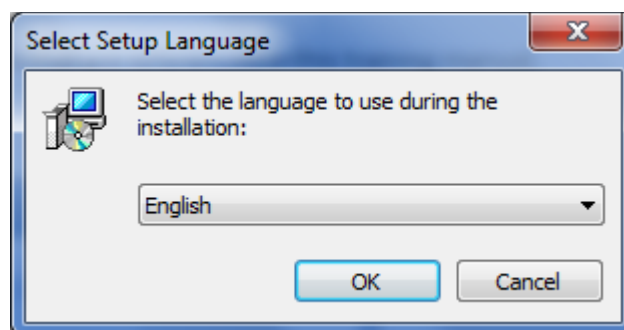 Select Setup Language
Select the language to use during the
installation:
English
OK
Cancel